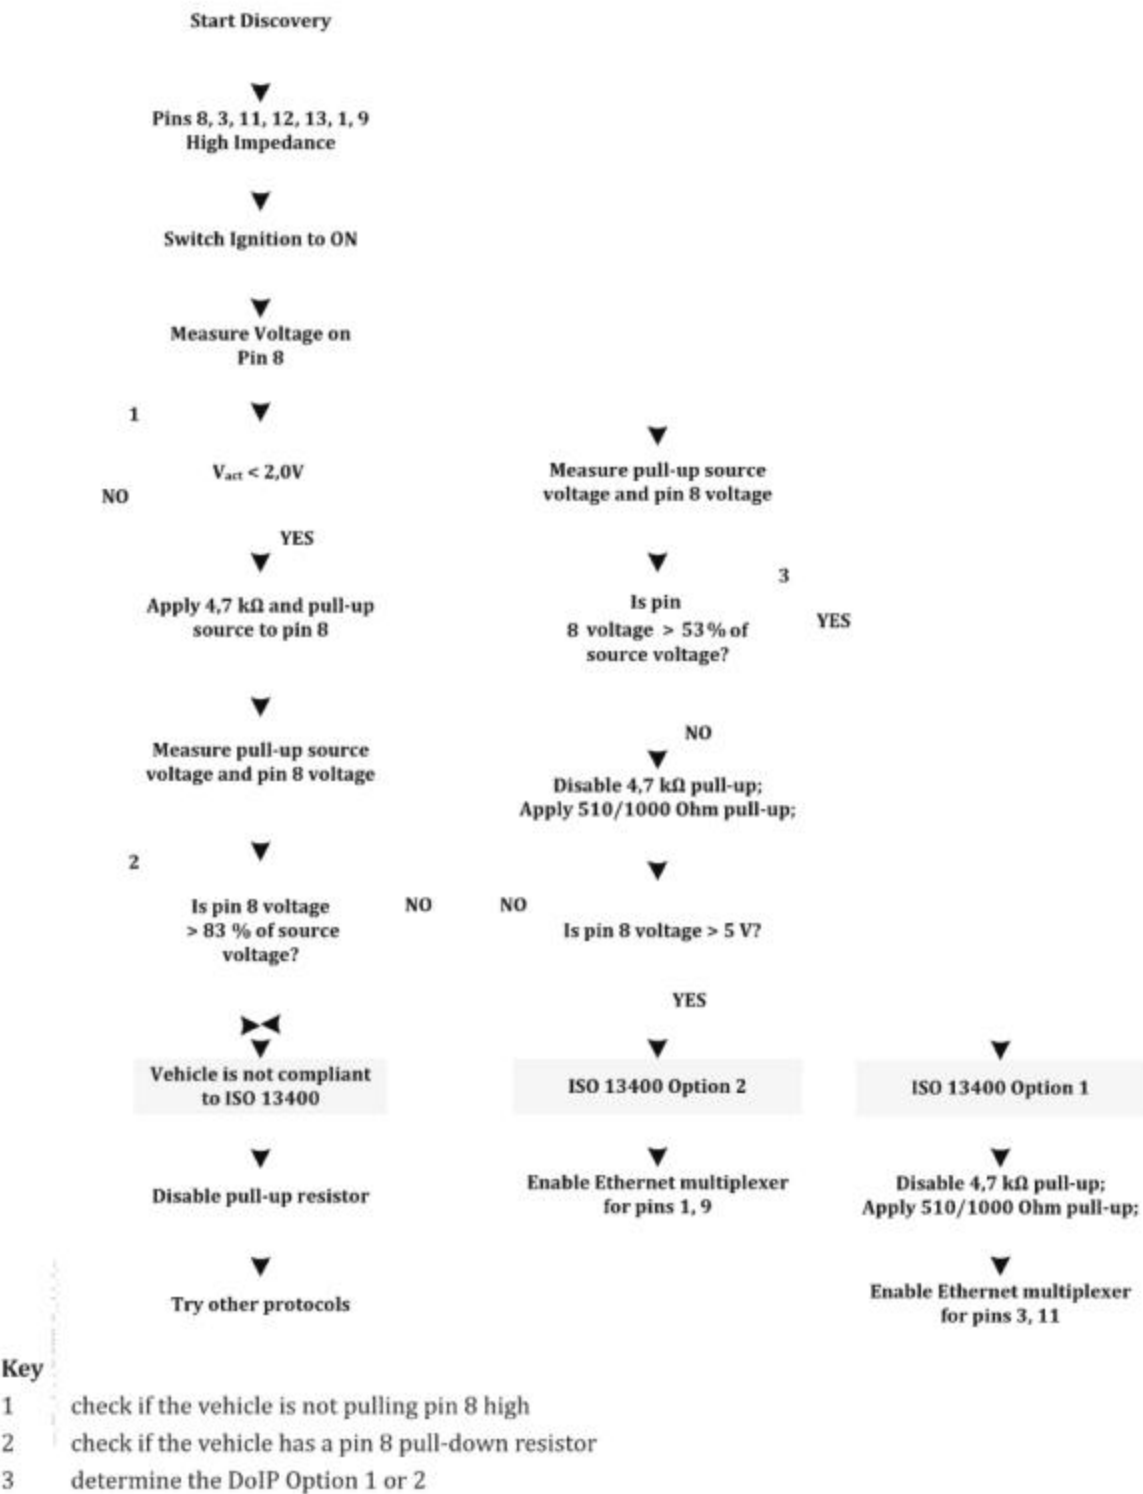 Start Discovery
Pins 8, 3, 11, 12, 13, 1, 9
High Impedance
Switch Ignition to ON
Measure Voltage on
Pin 8
1
Vact < 2,0V
NO
YES
Apply 4,7 kΩ and pull-up
source to pin 8
Measure pull-up source
voltage and pin 8 voltage
2
Is pin 8 voltage
> 83 % of source
voltage?
NO
Vehicle is not compliant
to ISO 13400
Disable pull-up resistor
Try other protocols
Measure pull-up source
voltage and pin 8 voltage
3
Is pin
8 voltage > 53% of
source voltage?
YES
NO
Disable 4,7 kΩ pull-up;
Apply 510/1000 Ohm pull-up;
NO
Is pin 8 voltage > 5 V?
YES
ISO 13400 Option 2
Enable Ethernet multiplexer
for pins 1, 9
ISO 13400 Option 1
Disable 4,7 kΩ pull-up;
Apply 510/1000 Ohm pull-up;
Enable Ethernet multiplexer
for pins 3, 11
Key
1 check if the vehicle is not pulling pin 8 high
2 check if the vehicle has a pin 8 pull-down resistor
3 determine the DoIP Option 1 or 2